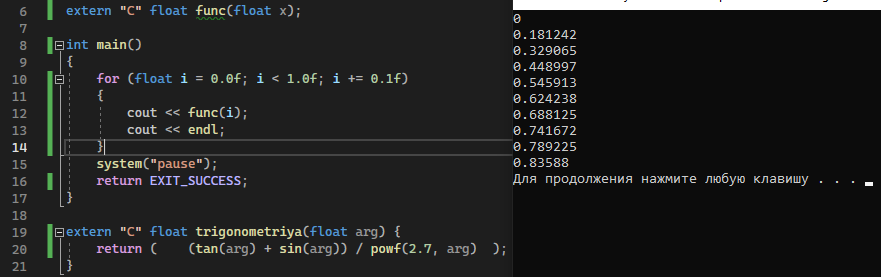 6 extern "C" float func(float x);
7
8 int main()
9 {
10 for (float i = 0.0f; i < 1.0f; i += 0.1f)
11 {
12 cout << func(i);
13 cout << endl;
14 }
15 system("pause");
16 return EXIT_SUCCESS;
17 }
18
19 extern "C" float trigonometriya(float arg) {
20 return ( (tan(arg) + sin(arg)) / powf(2.7, arg) );
21 }
0
0.181242
0.329065
0.448997
0.545913
0.624238
0.688125
0.741672
0.789225
0.83588
Для продолжения нажмите любую клавишу . . .